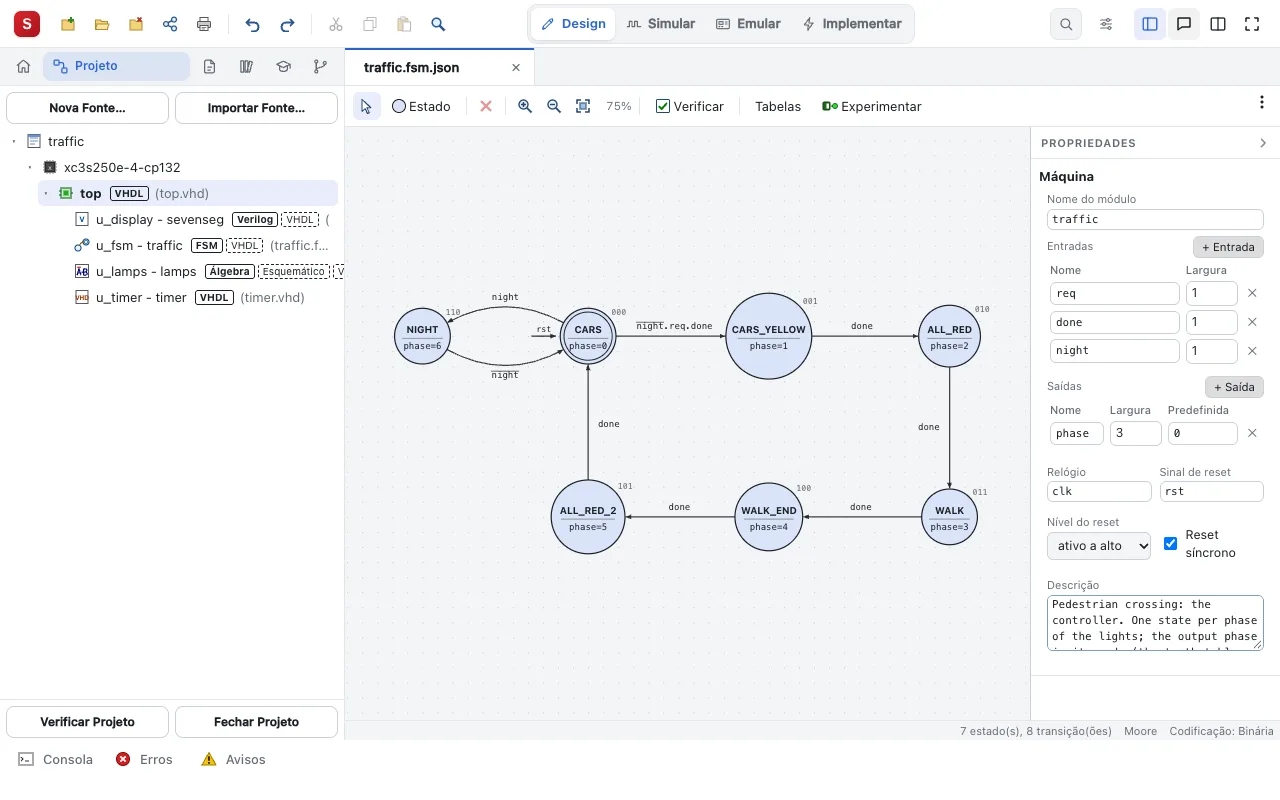 S
Design
Simular
Emular
Implementar
Projeto
traffic.fsm.json
Nova Fonte...
Importar Fonte...
Estado
75%
Verificar
Tabelas
Experimentar
traffic
xc3s250e-4-cp132
top VHDL (top.vhd)
u_display - sevenseg Verilog VHDL (
u_fsm - traffic FSM VHDL (traffic.f...
u_lamps - lamps Álgebra Esquemático V
u_timer - timer VHDL (timer.vhd)
night
110
NIGHT
phase=6
night
rst
000
CARS
phase=0
night.req.done
001
CARS_YELLOW
phase=1
done
010
ALL_RED
phase=2
done
done
101
ALL_RED_2
phase=5
done
100
WALK_END
phase=4
done
011
WALK
phase=3
PROPRIEDADES
Máquina
Nome do módulo
traffic
Entradas
+ Entrada
Nome Largura
req 1
done 1
night 1
Saídas
+ Saída
Nome Largura Predefinida
phase 3 0
Relógio Sinal de reset
clk rst
Nível do reset
ativo a alto
Reset
síncrono
Descrição
Pedestrian crossing: the
controller. One state per phase
of the lights; the output phase
Verificar Projeto
Fechar Projeto
7 estado(s), 8 transição(ões) Moore Codificação: Binária
Consola
Erros
Avisos